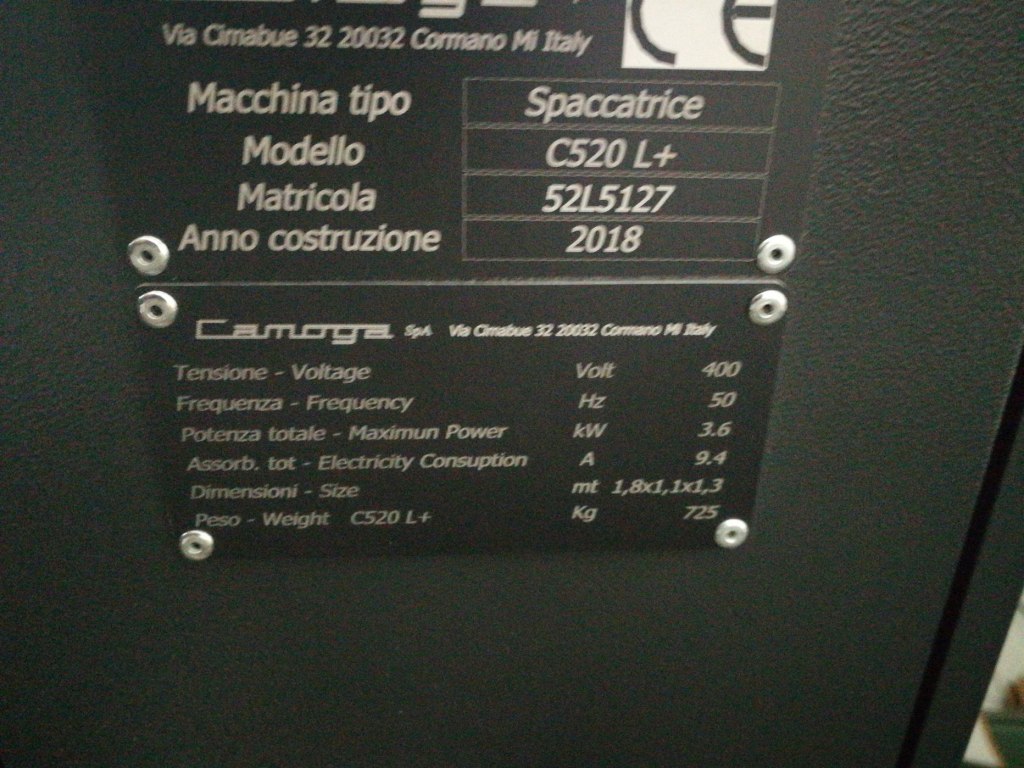 Via Cimabue 32 20032 Cormano Mi Italy
CE
Macchina tipo Spaccatrice
Modello C520 L+
Matricola 52L5127
Anno costruzione 2018
Camoga SpA Via Cimabue 32 20032 Cormano Mi Italy
Tensione - Voltage Volt 400
Frequenza - Frequency Hz 50
Potenza totale - Maximun Power kW 3.6
Assorb. tot - Electricity Consuption A 9.4
Dimensioni - Size mt 1,8x1,1x1,3
Peso - Weight C520 L+ Kg 725